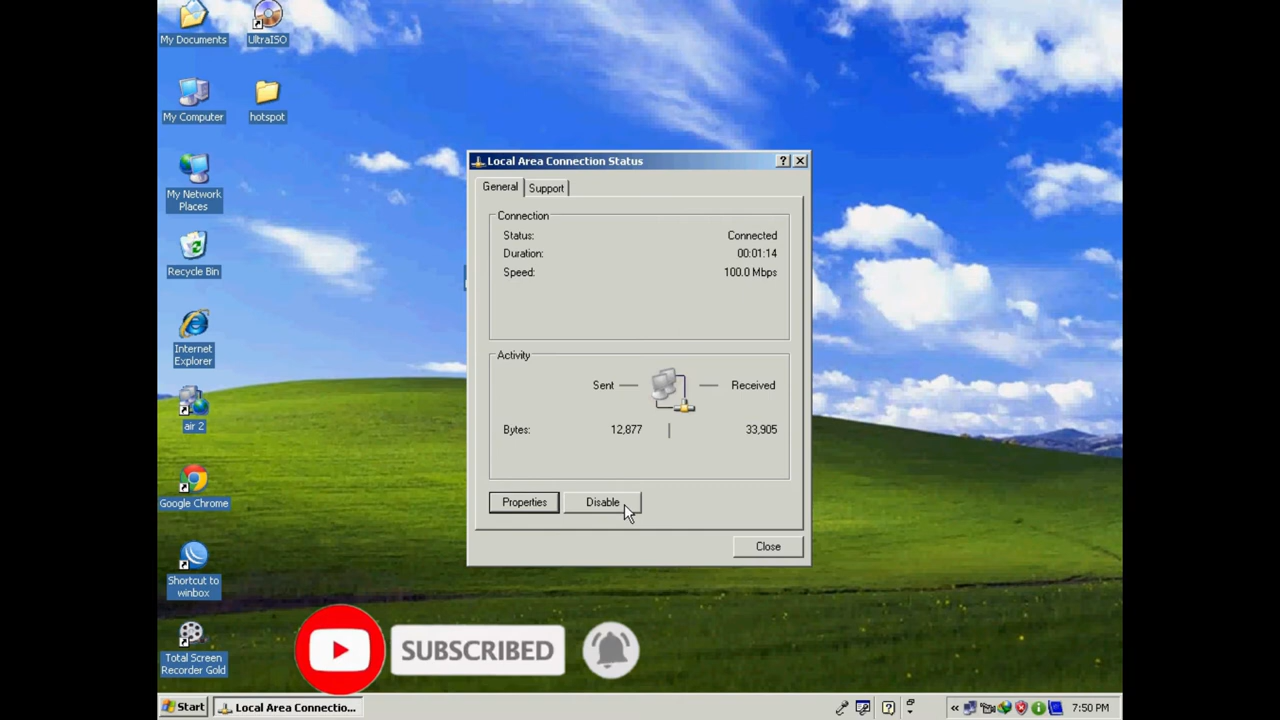 My Documents
UltraISO
My Computer
hotspot
My Network
Places
Recycle Bin
Internet
Explorer
air 2
Google Chrome
Shortcut to
winbox
Total Screen
Recorder Gold
Local Area Connection Status
General
Support
Connection
Status:
Connected
Duration:
00:01:14
Speed:
100.0 Mbps
Activity
Sent
Received
Bytes:
12,877
33,905
Properties
Disable
Close
SUBSCRIBED
Start
Local Area Connectio...
7:50 PM